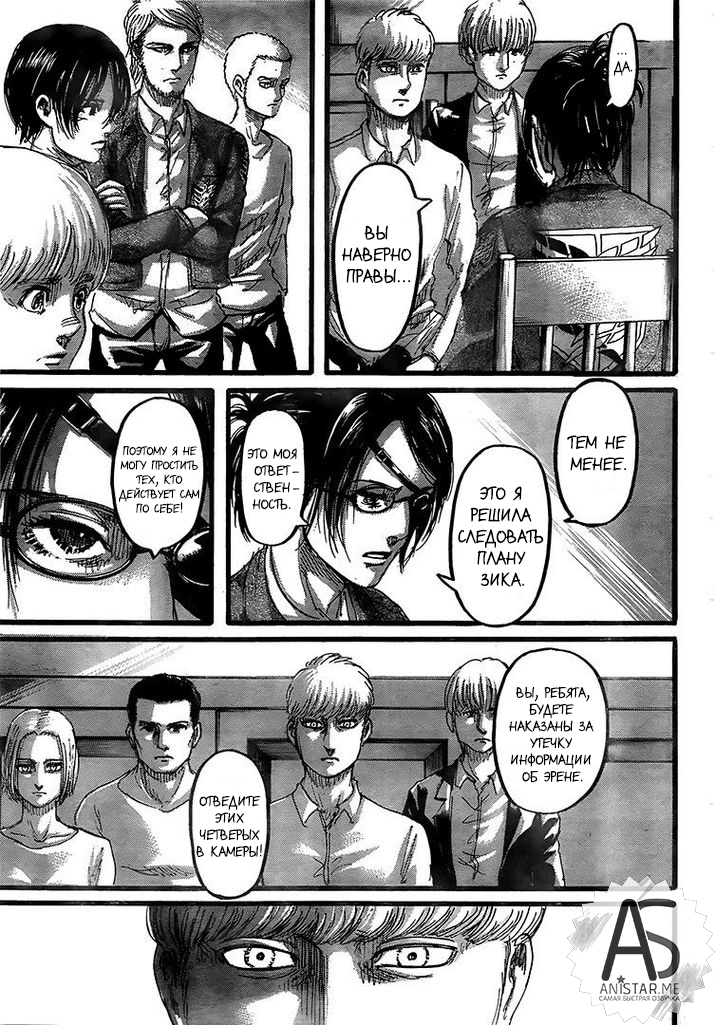 ...
ДА.
ВЫ
НАВЕРНО
ПРАВЫ...
ТЕМ НЕ
МЕНЕЕ.
ЭТО Я
РЕШИЛА
СЛЕДОВАТЬ
ПЛАНУ
ЗИКА.
ЭТО МОЯ
ОТВЕТ-
СТВЕН-
НОСТЬ.
ПОЭТОМУ Я НЕ
МОГУ ПРОСТИТЬ
ТЕХ, КТО
ДЕЙСТВУЕТ САМ
ПО СЕБЕ!
ВЫ, РЕБЯТА,
БУДЕТЕ
НАКАЗАНЫ ЗА
УТЕЧКУ
ИНФОРМАЦИИ
ОБ ЭРЕНЕ.
ОТВЕДИТЕ
ЭТИХ
ЧЕТВЕРЫХ
В КАМЕРЫ!
AS
ANISTAR.ME
САМАЯ БЫСТРАЯ ОЗВУЧКА